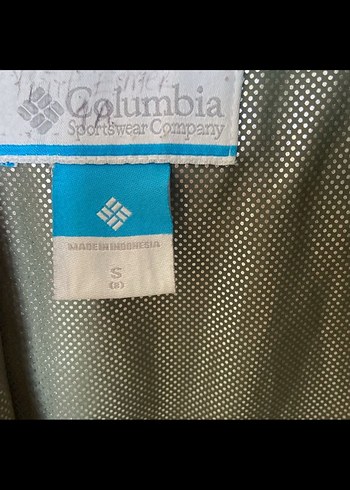 Columbia
Sportswear Company
MADE IN INDONESIA
S
(8)